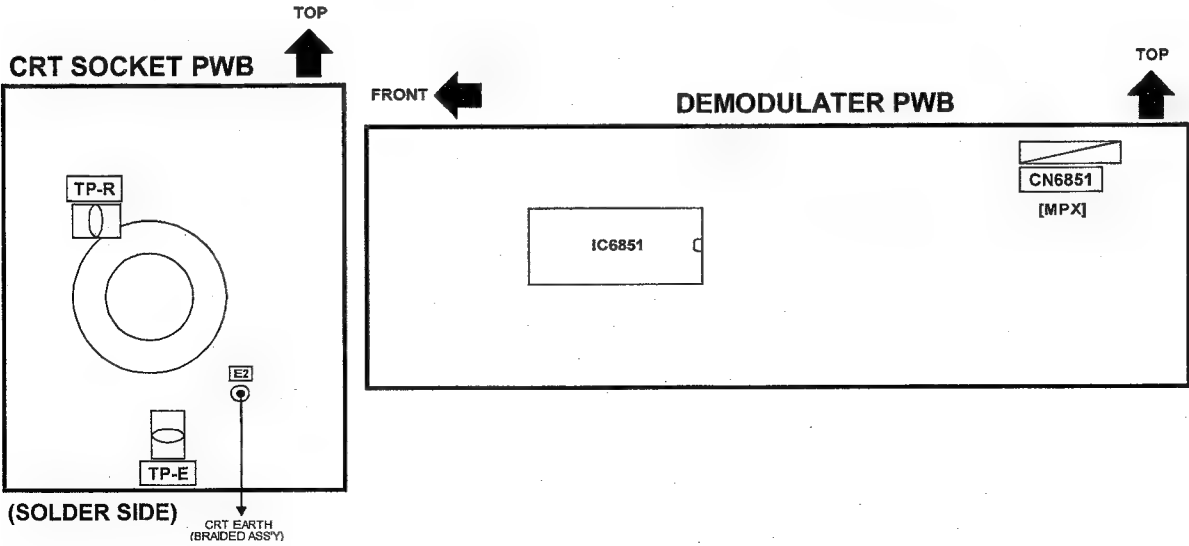 TOP
CRT SOCKET PWB
TP-R
E2
TP-E
(SOLDER SIDE)
CRT EARTH
(BRAIDED ASS'Y)
FRONT
DEMODULATER PWB
TOP
CN6851
[MPX]
IC6851